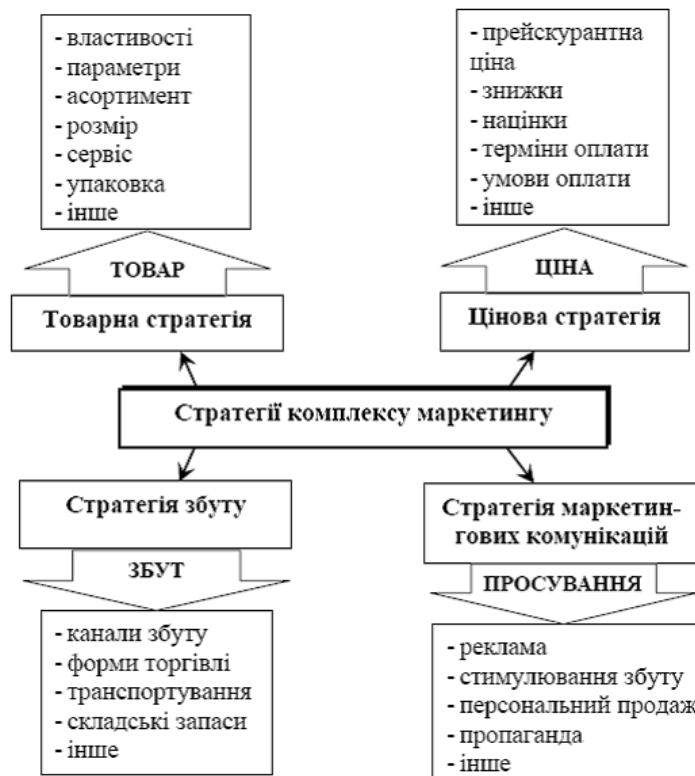 - властивості
- параметри
- асортимент
- розмір
- сервіс
- упаковка
- інше
ТОВАР
Товарна стратегія
- прейскурантна
ціна
- знижки
- націнки
- терміни оплати
- умови оплати
- інше
ЦІНА
Цінова стратегія
Стратегії комплексу маркетингу
Стратегія збуту
ЗБУТ
- канали збуту
- форми торгівлі
- транспортування
- складські запаси
- інше
Стратегія маркетин-
гових комунікацій
ПРОСУВАННЯ
- реклама
- стимулювання збуту
- персональний продаж
- пропаганда
- інше